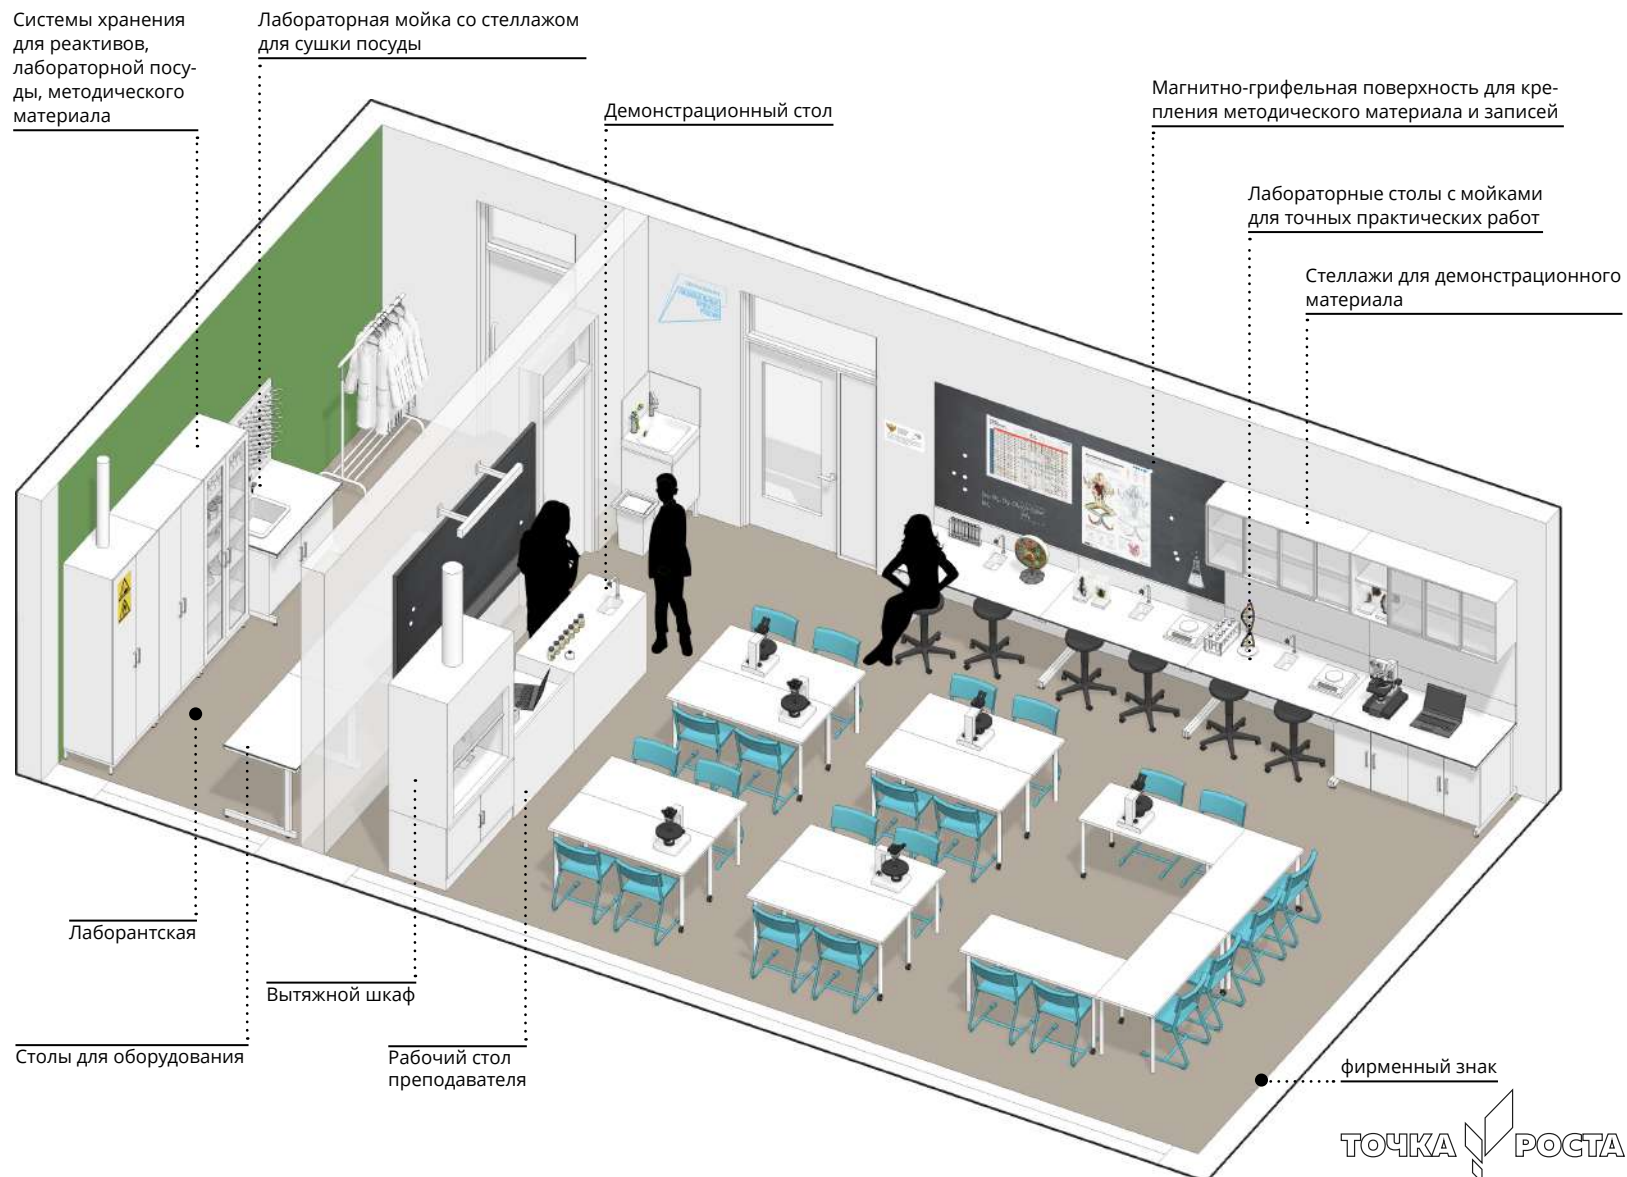 Системы хранения
для реактивов,
лабораторной посу-
ды, методического
материала
Лабораторная мойка со стеллажом
для сушки посуды
Демонстрационный стол
Магнитно-грифельная поверхность для кре-
пления методического материала и записей
Лабораторные столы с мойками
для точных практических работ
Стеллажи для демонстрационного
материала
Лаборантская
Вытяжной шкаф
Столы для оборудования
Рабочий стол
преподавателя
фирменный знак
ТОЧКА РОСТА